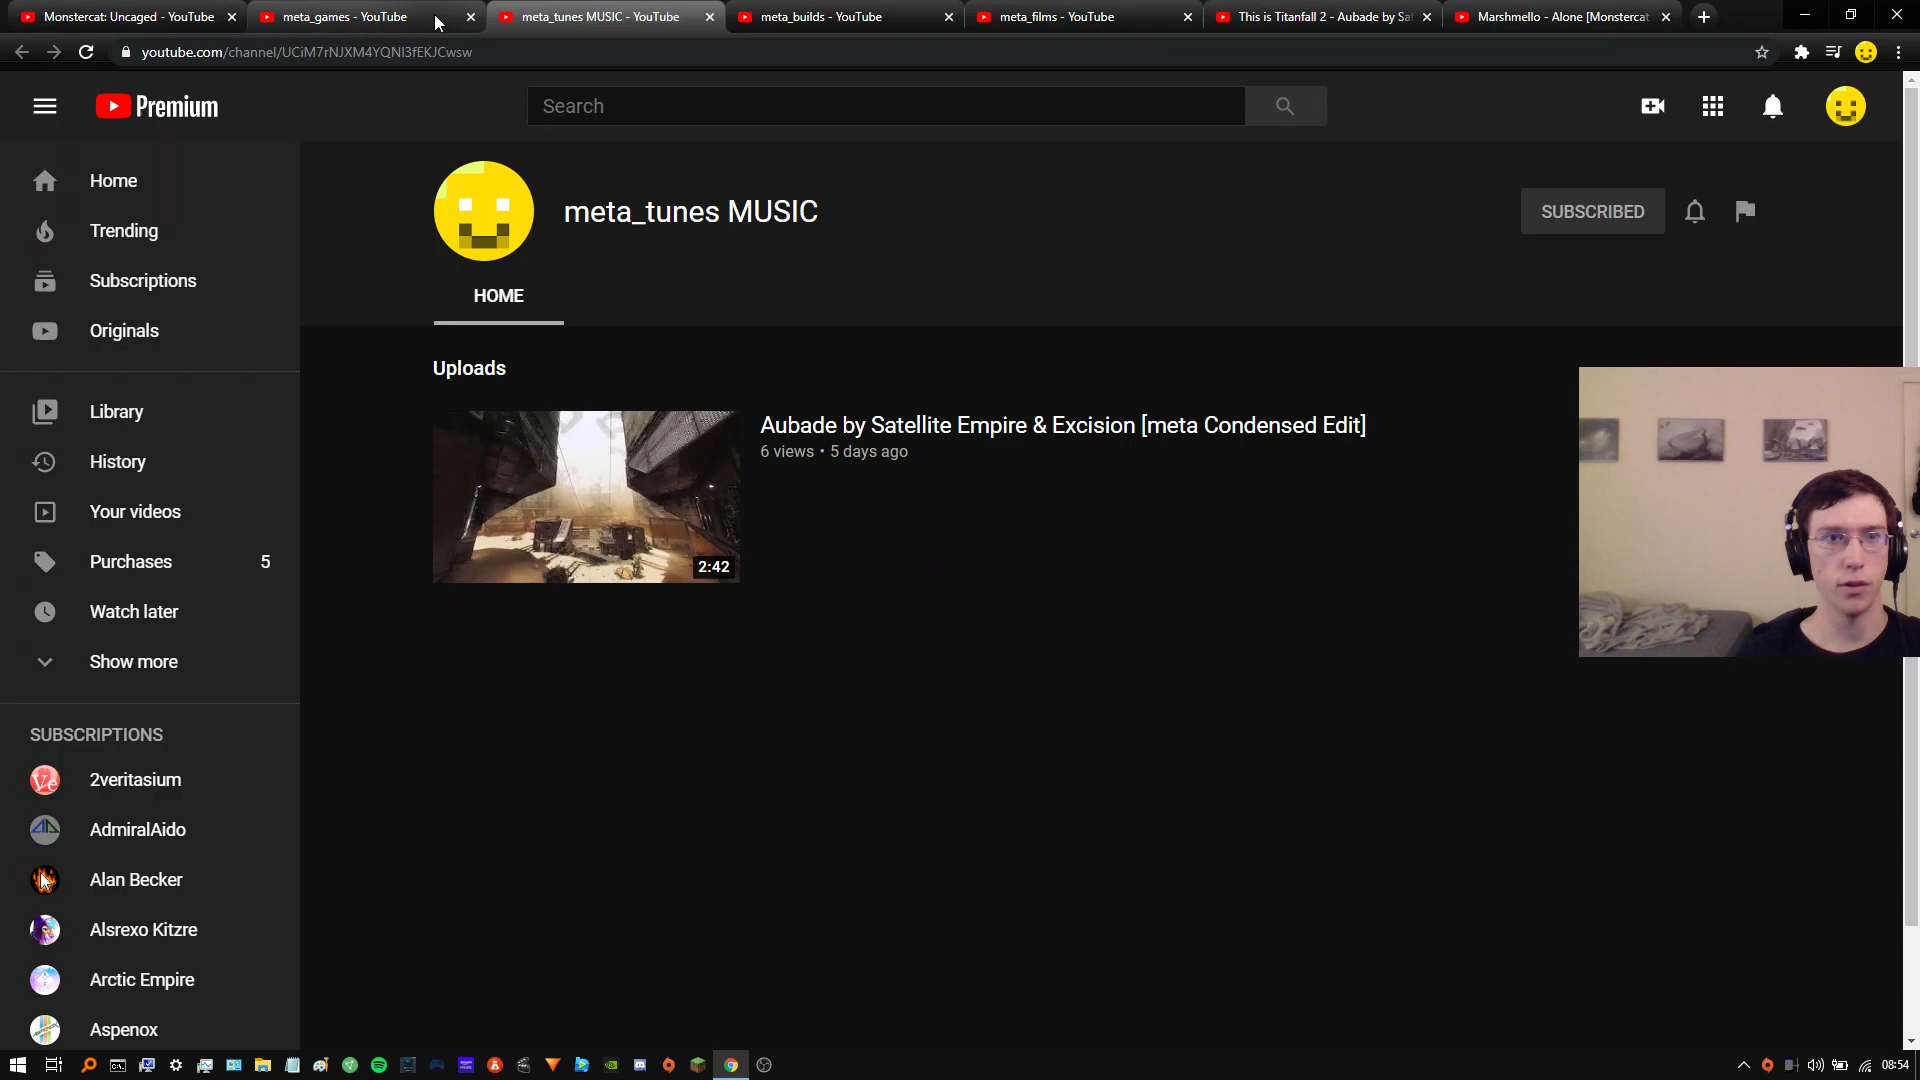 Monstercat: Uncaged - YouTube
meta_games - YouTube
meta_tunes MUSIC - YouTube
meta_builds - YouTube
meta_films - YouTube
This is Titanfall 2 - Aubade by Sat
Marshmello - Alone [Monstercat
youtube.com/channel/UCiM7rNJXM4YQNI3fEKJCwsw
Premium
Search
Home
Trending
Subscriptions
Originals
Library
History
Your videos
Purchases 5
Watch later
Show more
SUBSCRIPTIONS
2veritasium
AdmiralAido
Alan Becker
Alsrexo Kitzre
Arctic Empire
Aspenox
meta_tunes MUSIC
SUBSCRIBED
HOME
Uploads
Aubade by Satellite Empire & Excision [meta Condensed Edit]
6 views • 5 days ago
2:42
08:54